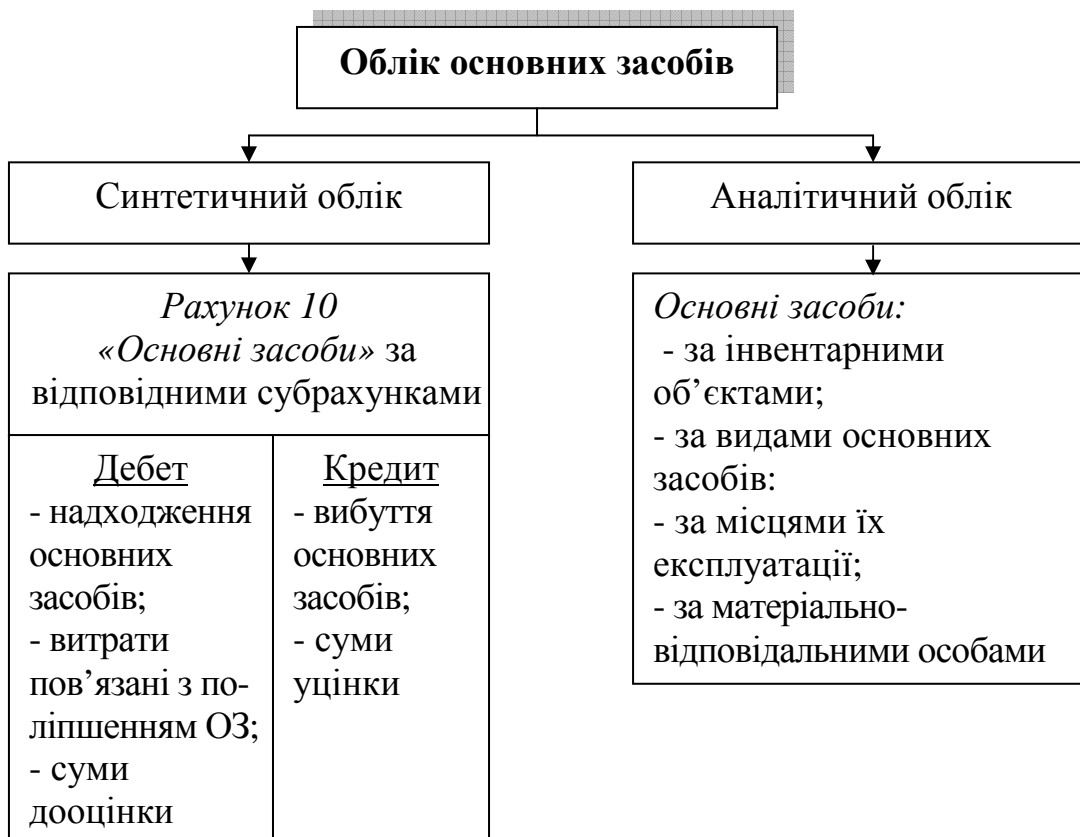 Облік основних засобів
Синтетичний облік
Аналітичний облік
Рахунок 10
«Основні засоби» за
відповідними субрахунками
Дебет
- надходження
основних
засобів;
- витрати
пов’язані з по-
ліпшенням ОЗ;
- суми
дооцінки
Кредит
- вибуття
основних
засобів;
- суми
уцінки
Основні засоби:
- за інвентарними
об’єктами;
- за видами основних
засобів:
- за місцями їх
експлуатації;
- за матеріально-
відповідальними особами